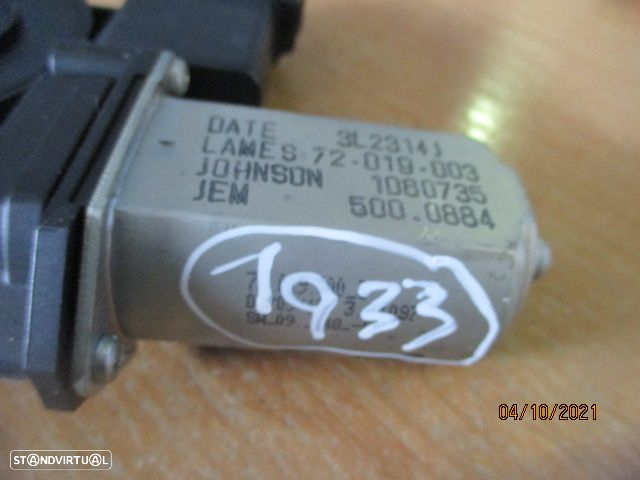 DATE 3L2314J
LAMES 72-019-003
JOHNSON 1060735
JEM 500.0884
1933
04/10/2021
STANDVIRTUAL